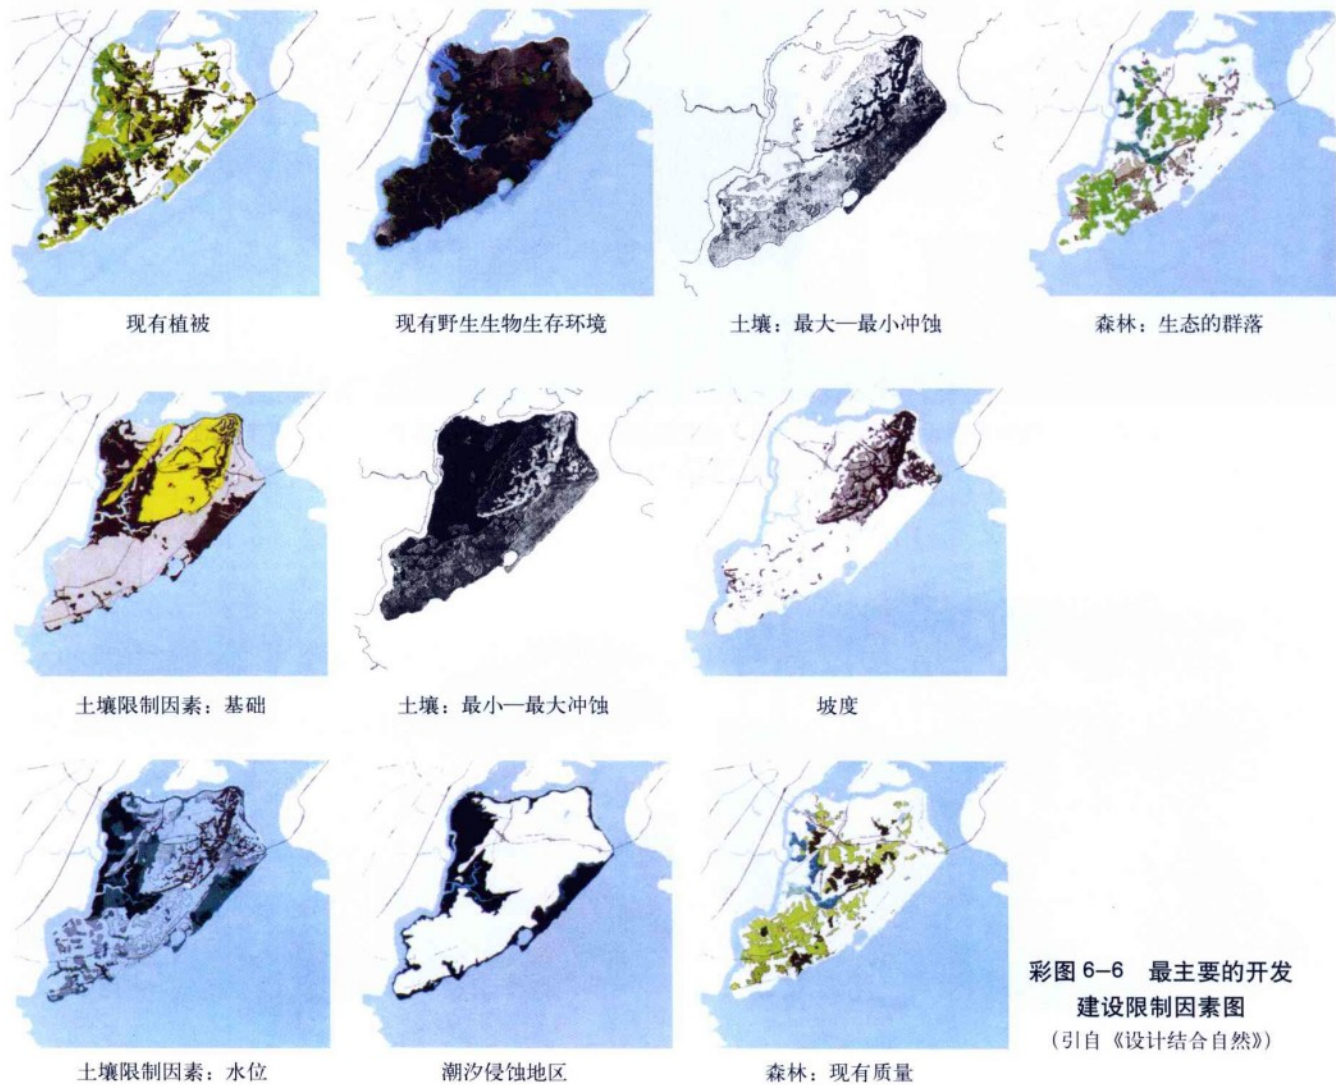 现有植被
现有野生生物生存环境
土壤：最大—最小冲蚀
森林：生态的群落
土壤限制因素：基础
土壤：最小—最大冲蚀
坡度
土壤限制因素：水位
潮汐侵蚀地区
森林：现有质量
彩图 6–6 最主要的开发
建设限制因素图
（引自《设计结合自然》）